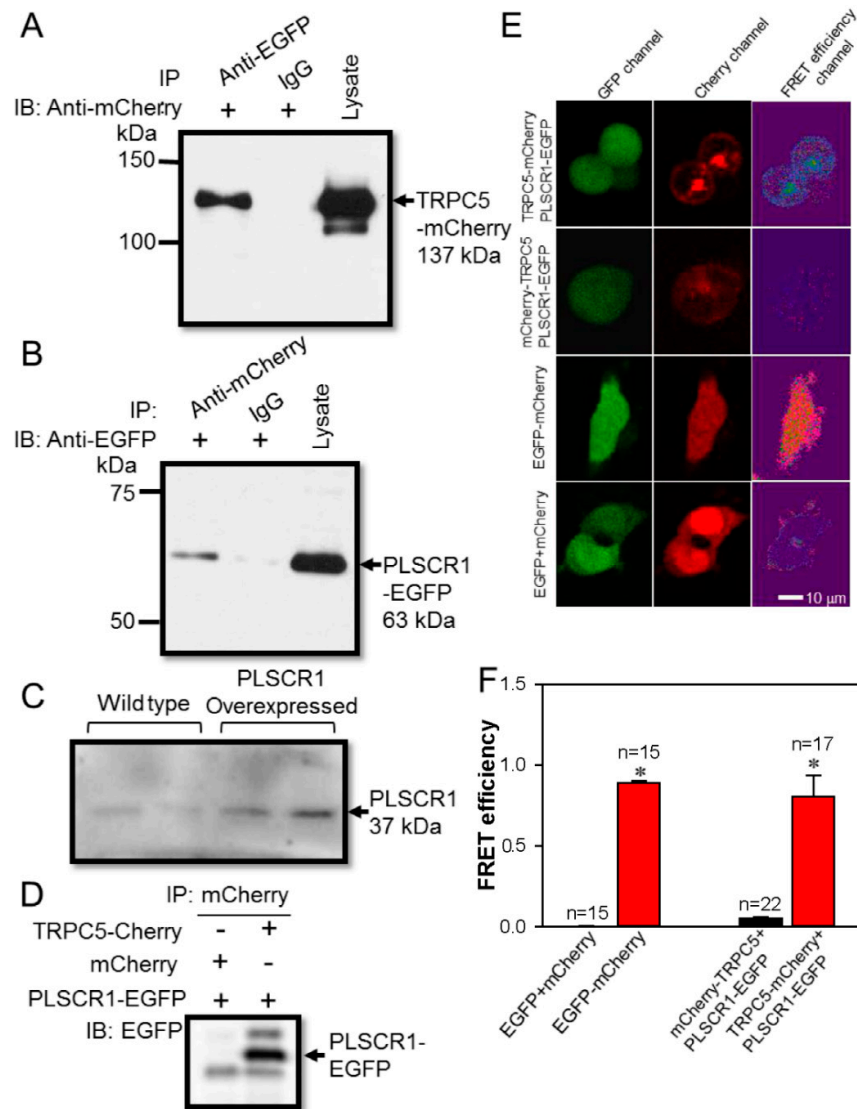 A
IP
Anti-EGFP
IgG
Lysate
IB: Anti-mCherry
+
+
kDa
150
100
TRPC5
-mCherry
137 kDa
B
IP:
Anti-mCherry
IgG
Lysate
IB: Anti-EGFP
+
+
kDa
75
50
PLSCR1
-EGFP
63 kDa
C
Wild type
PLSCR1
Overexpressed
PLSCR1
37 kDa
D
IP: mCherry
TRPC5-Cherry - +
mCherry + -
PLSCR1-EGFP + +
IB: EGFP
PLSCR1-
EGFP
E
GFP channel
Cherry channel
FRET efficiency
channel
TRPC5-mCherry
PLSCR1-EGFP
mCherry-TRPC5
PLSCR1-EGFP
EGFP-mCherry
EGFP+mCherry
10 µm
F
FRET efficiency
1.5
1.0
0.5
0.0
n=15
n=15
*
n=22
n=17
*
EGFP+mCherry
EGFP-mCherry
mCherry-TRPC5+
PLSCR1-EGFP
TRPC5-mCherry+
PLSCR1-EGFP